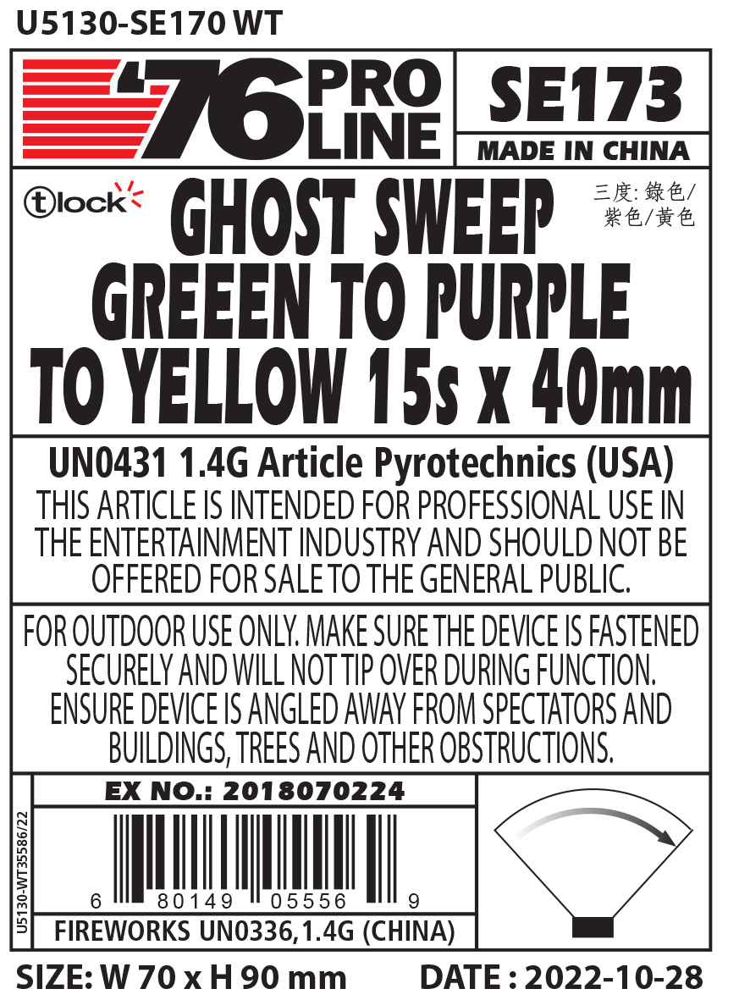 U5130-SE170 WT
'76 PRO LINE
SE173
MADE IN CHINA
tlock
三度: 綠色/
紫色/黃色
GHOST SWEEP
GREEEN TO PURPLE
TO YELLOW 15s x 40mm
UN0431 1.4G Article Pyrotechnics (USA)
THIS ARTICLE IS INTENDED FOR PROFESSIONAL USE IN
THE ENTERTAINMENT INDUSTRY AND SHOULD NOT BE
OFFERED FOR SALE TO THE GENERAL PUBLIC.
FOR OUTDOOR USE ONLY. MAKE SURE THE DEVICE IS FASTENED
SECURELY AND WILL NOT TIP OVER DURING FUNCTION.
ENSURE DEVICE IS ANGLED AWAY FROM SPECTATORS AND
BUILDINGS, TREES AND OTHER OBSTRUCTIONS.
U5130-WT35586/22
EX NO.: 2018070224
6 80149 05556 9
FIREWORKS UN0336,1.4G (CHINA)
SIZE: W 70 x H 90 mm
DATE : 2022-10-28